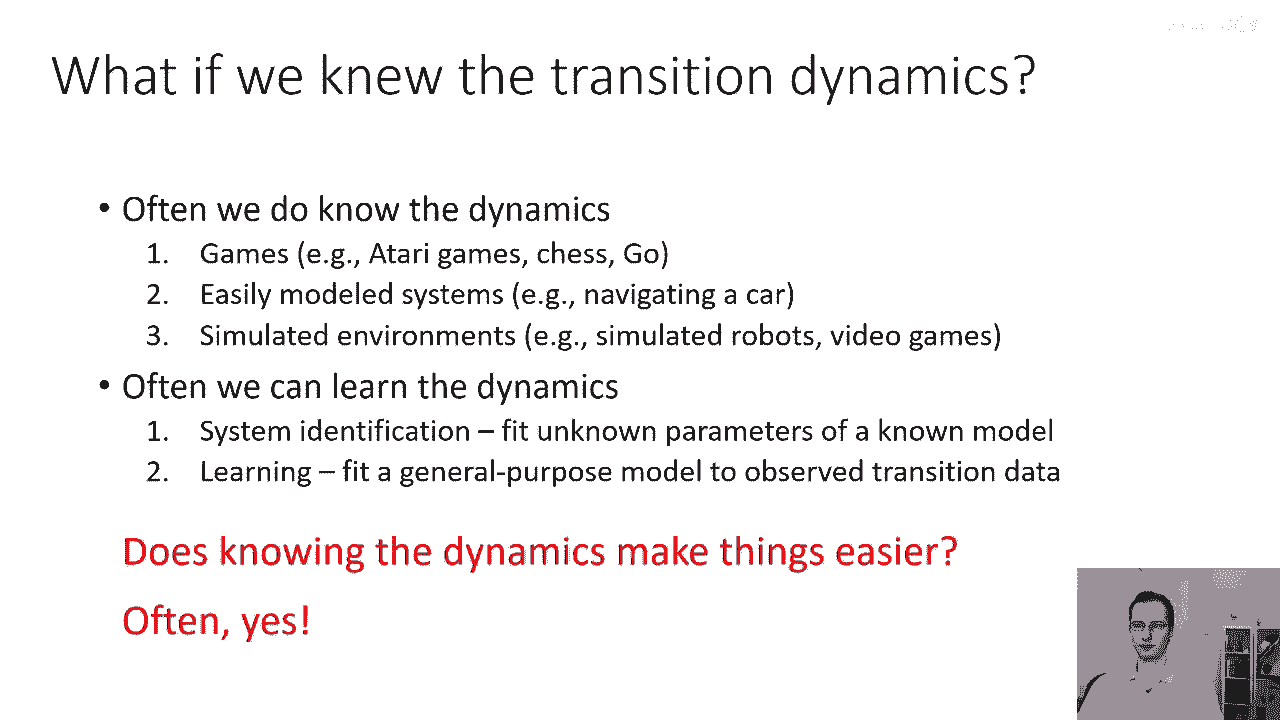 What if we knew the transition dynamics?
• Often we do know the dynamics
1. Games (e.g., Atari games, chess, Go)
2. Easily modeled systems (e.g., navigating a car)
3. Simulated environments (e.g., simulated robots, video games)
• Often we can learn the dynamics
1. System identification – fit unknown parameters of a known model
2. Learning – fit a general-purpose model to observed transition data
Does knowing the dynamics make things easier?
Often, yes!